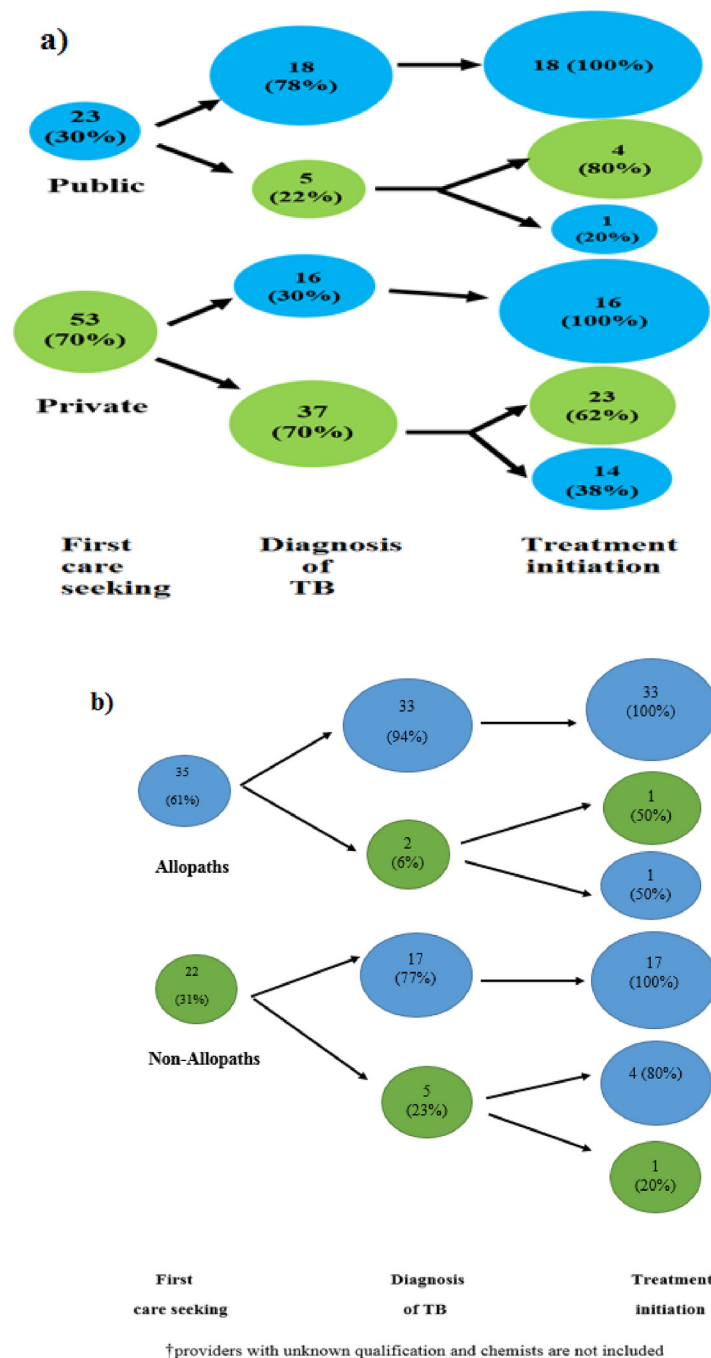 a)
18
(78%)
18 (100%)
23
(30%)
Public
4
(80%)
5
(22%)
1
(20%)
16
(30%)
16
(100%)
53
(70%)
Private
23
(62%)
37
(70%)
14
(38%)
First
care
seeking
Diagnosis
of
TB
Treatment
initiation
b)
33
(94%)
33
(100%)
35
(61%)
Allopaths
1
(50%)
2
(6%)
1
(50%)
17
(77%)
17
(100%)
22
(31%)
Non-Allopaths
4 (80%)
5
(23%)
1
(20%)
First
care seeking
Diagnosis
of TB
Treatment
initiation
†providers with unknown qualification and chemists are not included